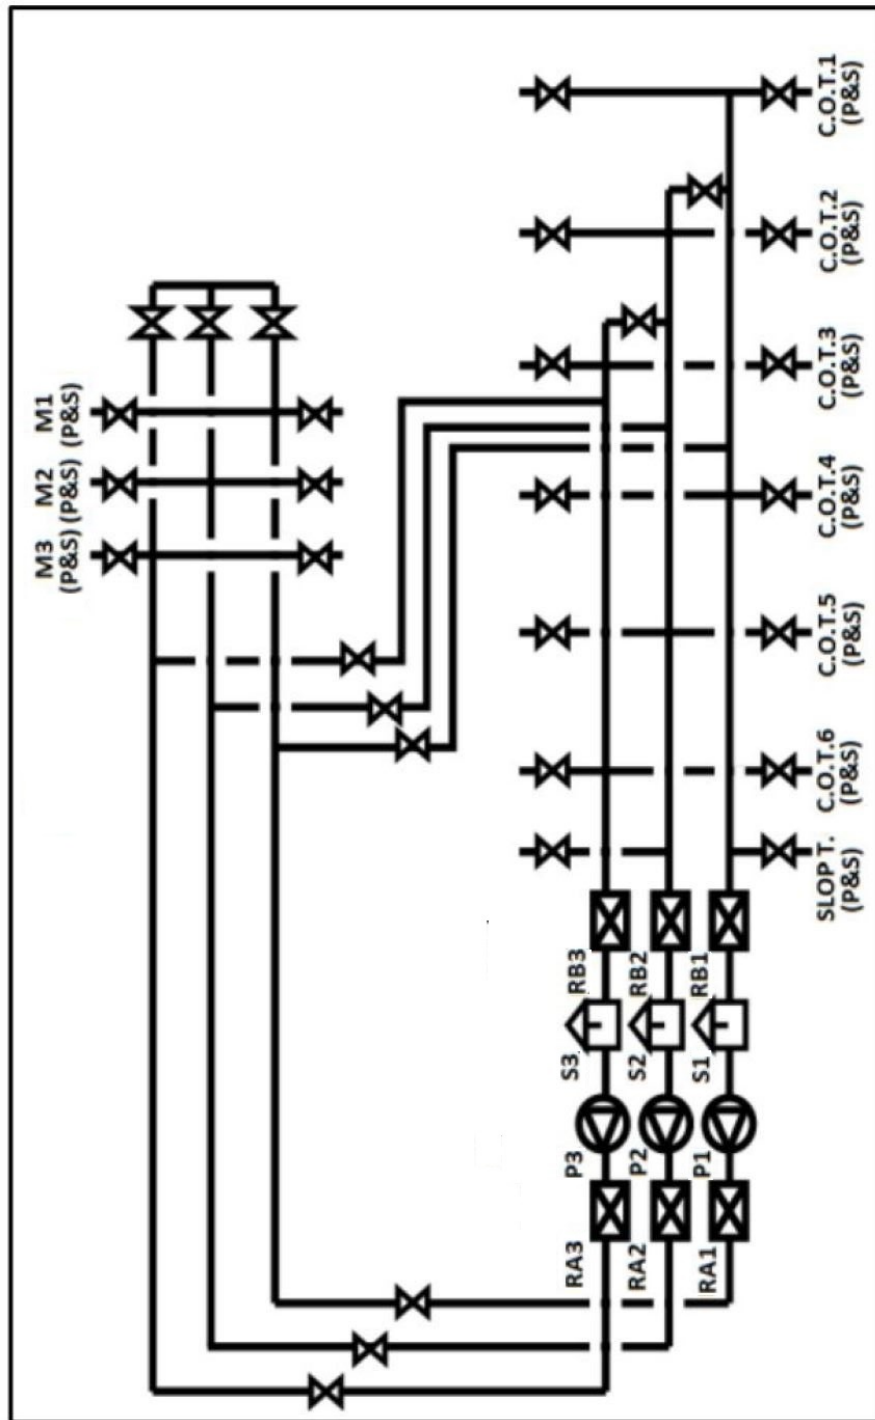 M1
(P&S)
M2
(P&S)
M3
(P&S)
C.O.T.1
(P&S)
C.O.T.2
(P&S)
C.O.T.3
(P&S)
C.O.T.4
(P&S)
C.O.T.5
(P&S)
C.O.T.6
(P&S)
SLOP T.
(P&S)
RB3
RB2
RB1
S3
S2
S1
P3
P2
P1
RA3
RA2
RA1